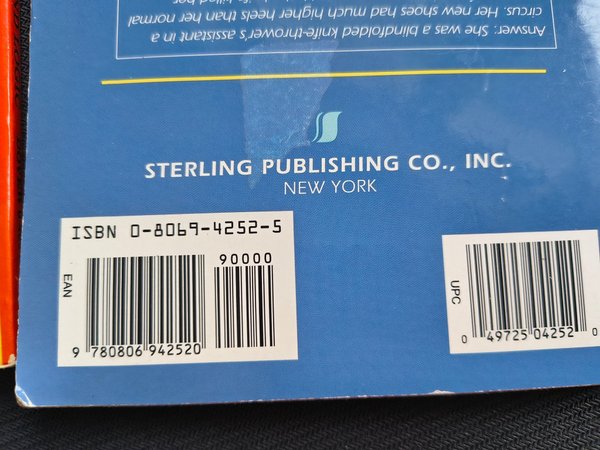 Answer: She was a blindfolded knife-thrower's assistant in a
circus. Her new shoes had much higher heels than her normal
STERLING PUBLISHING CO., INC.
NEW YORK
ISBN 0-8069-4252-5
90000
EAN
9 780806 942520
UPC
0 49725 04252 0